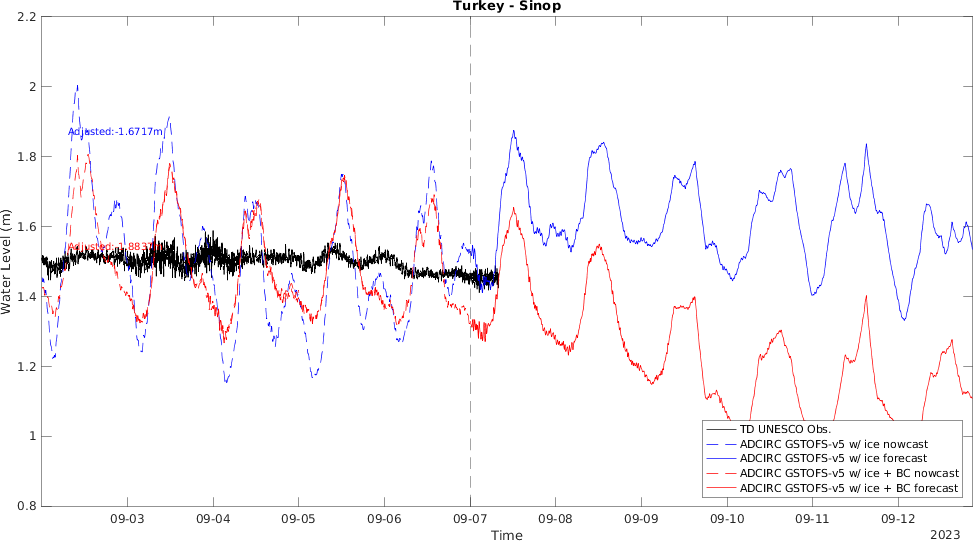 Turkey - Sinop
2.2
2
1.8
1.6
1.4
1.2
1
0.8
Water Level (m)
Adjusted:-1.6717m
Adjusted:
09-03
09-04
09-05
09-06
09-07
09-08
09-09
09-10
09-11
09-12
Time
2023
TD UNESCO Obs.
ADCIRC GSTOFS-v5 w/ ice nowcast
ADCIRC GSTOFS-v5 w/ ice forecast
ADCIRC GSTOFS-v5 w/ ice + BC nowcast
ADCIRC GSTOFS-v5 w/ ice + BC forecast